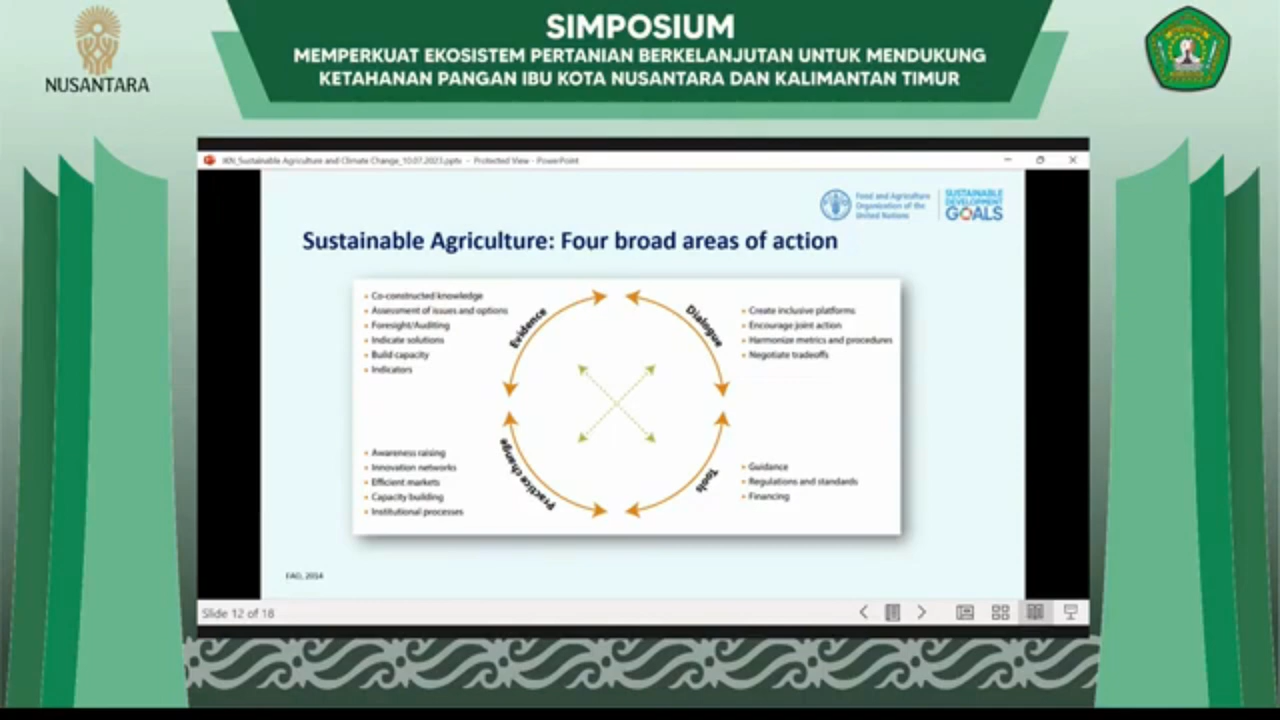 SIMPOSIUM
MEMPERKUAT EKOSISTEM PERTANIAN BERKELANJUTAN UNTUK MENDUKUNG
KETAHANAN PANGAN IBU KOTA NUSANTARA DAN KALIMANTAN TIMUR
NUSANTARA
IKN_Sustainable Agriculture and Climate Change_10.07.2023.pptx - Protected View - PowerPoint
Food and Agriculture
Organization of the
United Nations
SUSTAINABLE
DEVELOPMENT
GOALS
Sustainable Agriculture: Four broad areas of action
Evidence
• Co-constructed knowledge
• Assessment of issues and options
• Foresight/Auditing
• Indicate solutions
• Build capacity
• Indicators
Dialogue
• Create inclusive platforms
• Encourage joint action
• Harmonize metrics and procedures
• Negotiate tradeoffs
Practice change
• Awareness raising
• Innovation networks
• Efficient markets
• Capacity building
• Institutional processes
Tools
• Guidance
• Regulations and standards
• Financing
FAO, 2014
Slide 12 of 18